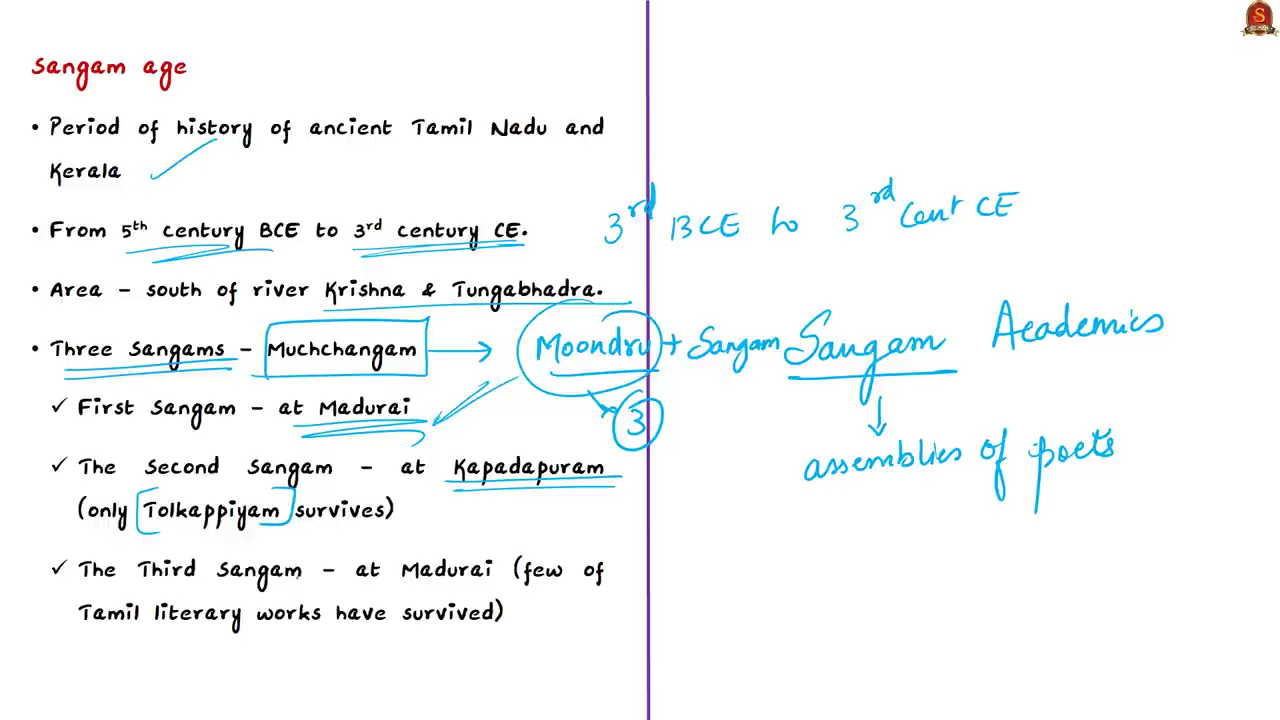 Sangam age
• Period of history of ancient Tamil Nadu and
Kerala
• From 5th century BCE to 3rd century CE.
3rd BCE to 3rd Cent CE
• Area – south of river Krishna & Tungabhadra.
• Three Sangams – Muchchangam → Moondru + Sangam Sangam Academics
3
✓ First Sangam – at Madurai
assemblies of poets
✓ The Second Sangam – at Kapadapuram
(only Tolkappiyam survives)
✓ The Third Sangam – at Madurai (few of
Tamil literary works have survived)